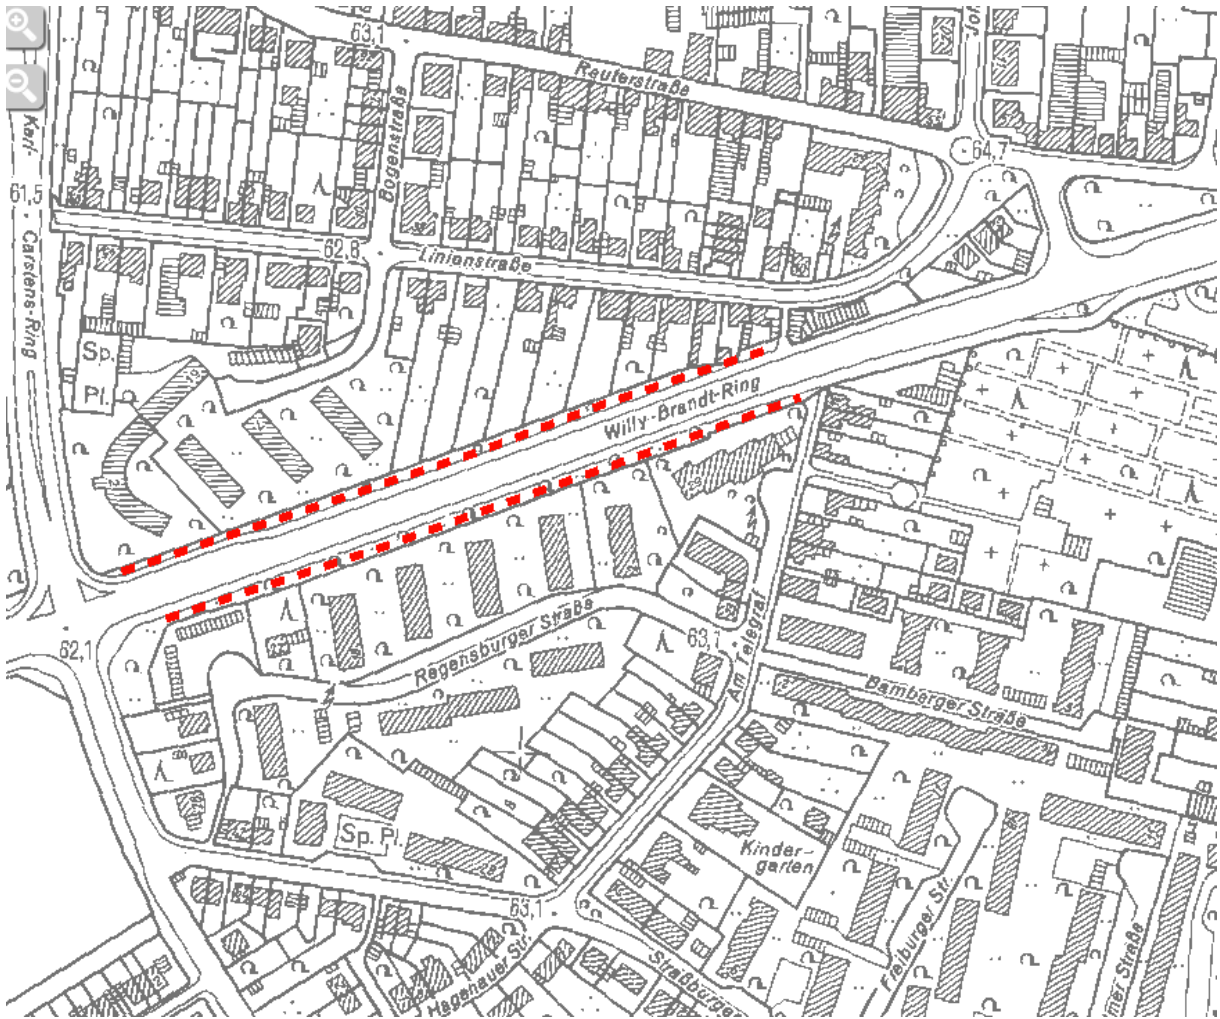 63,1
Reuterstraße
Bogenstraße
64,7
Karl-
Carstens-Ring
61,5
62,8
Linienstraße
Sp.
Pl.
Willy-Brandt-Ring
62,1
Regensburger Straße
63,1
Am Telegraf
Bamberger Straße
Sp. Pl.
Kinder-
garten
63,1
Hagenauer Str.
Straßburger
Freiburger Str.